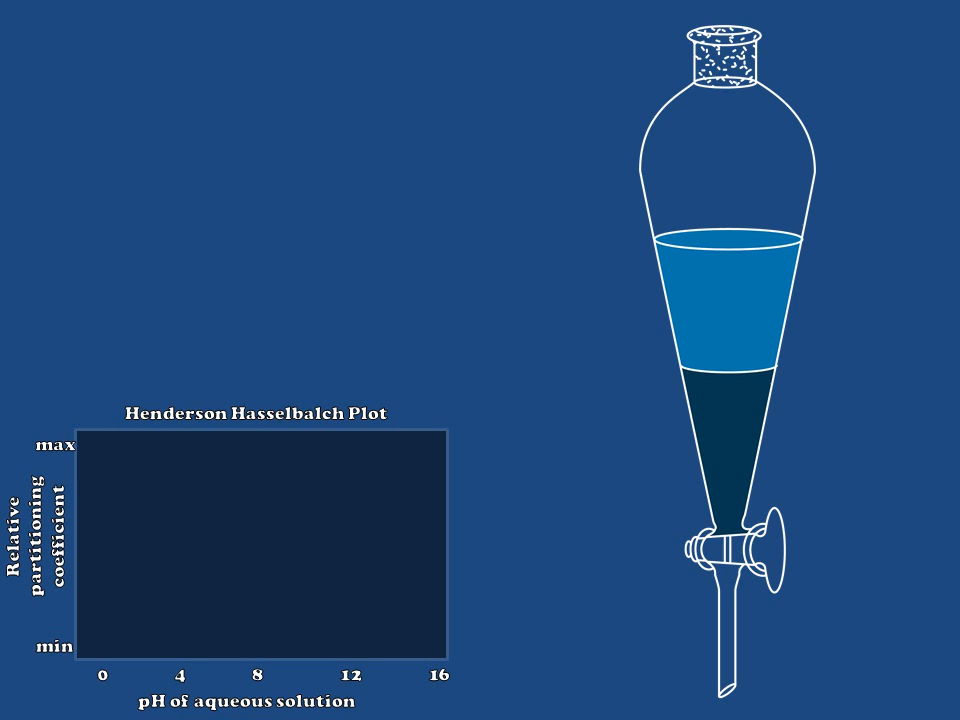 Henderson Hasselbalch Plot
max
Relative
partitioning
coefficient
min
0 4 8 12 16
pH of aqueous solution